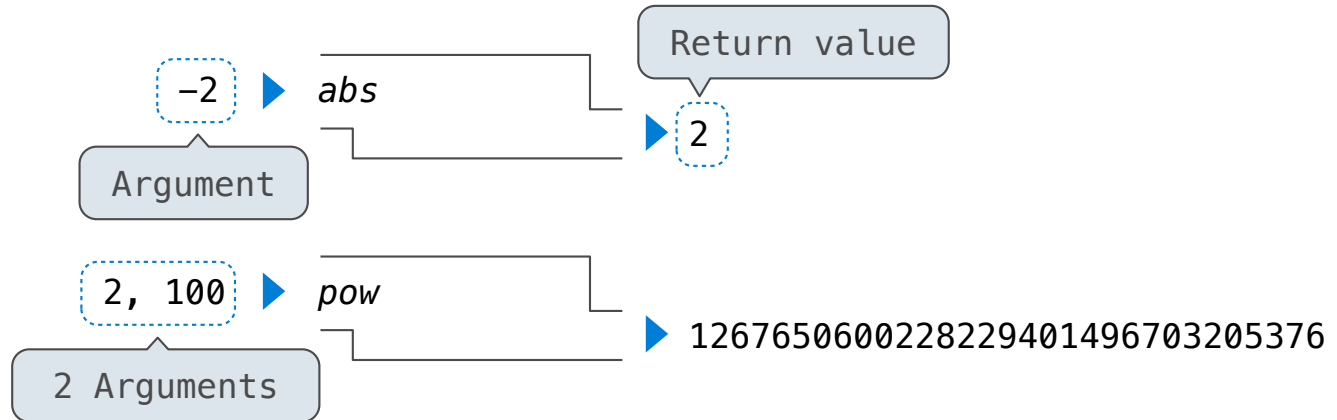 Return value
-2 abs
2
Argument
2, 100 pow
1267650600228229401496703205376
2 Arguments